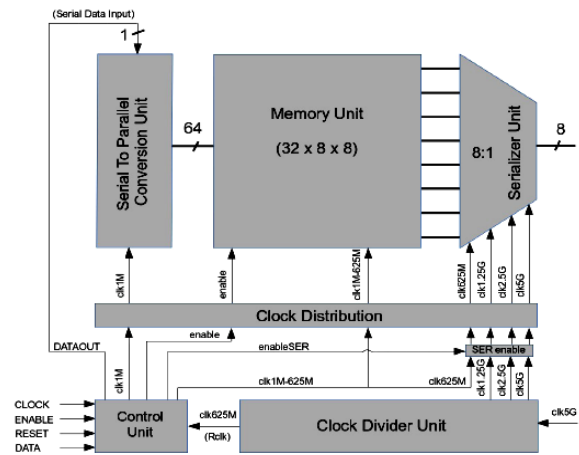 (Serial Data Input)
1
Serial To Parallel
Conversion Unit
64
Memory Unit
(32 x 8 x 8)
8:1
Serializer Unit
8
clk1M
enable
clk1M-625M
clk625M
clk1.25G
clk2.5G
clk5G
Clock Distribution
DATAOUT
clk1M
enable
enableSER
SER enable
clk1M-625M
clk625M
clk1.25G
clk2.5G
clk5G
CLOCK
ENABLE
RESET
DATA
Control
Unit
clk625M
(Rclk)
Clock Divider Unit
clk5G